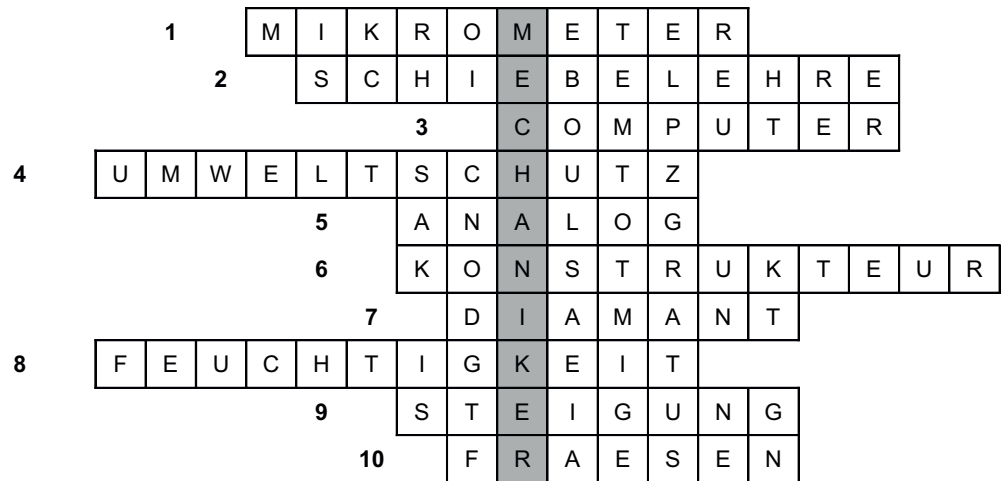 1 MIKROMETER
2 SCHIEBELEHRE
3 COMPUTER
4 UMWELTSCHUTZ
5 ANALOG
6 KONSTRUKTEUR
7 DIAMANT
8 FEUCHTIGKEIT
9 STEIGUNG
10 FRAESEN